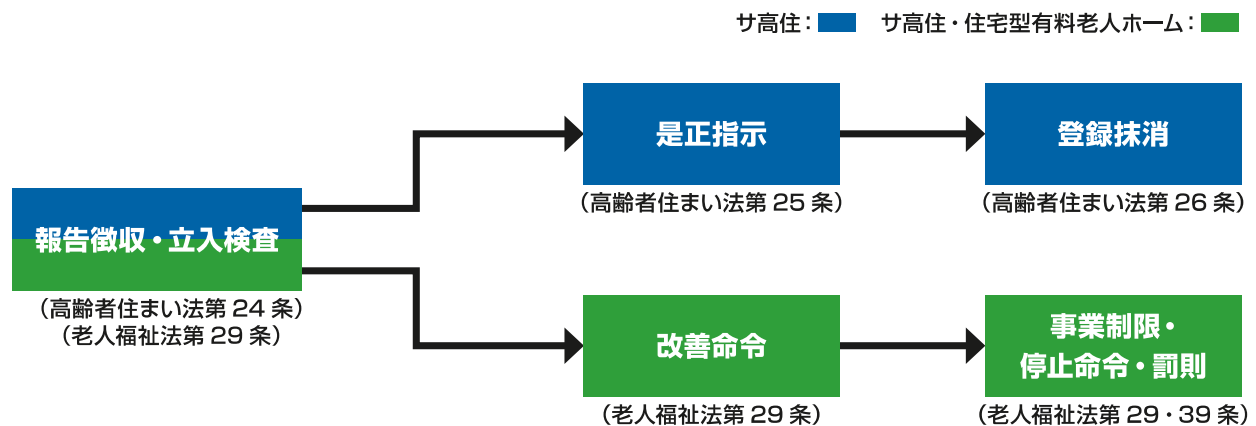 サ高住： サ高住・住宅型有料老人ホーム：
是正指示
登録抹消
（高齢者住まい法第 25 条）
（高齢者住まい法第 26 条）
報告徴収・立入検査
（高齢者住まい法第 24 条）
（老人福祉法第 29 条）
改善命令
事業制限・
停止命令・罰則
（老人福祉法第 29 条）
（老人福祉法第 29・39 条）